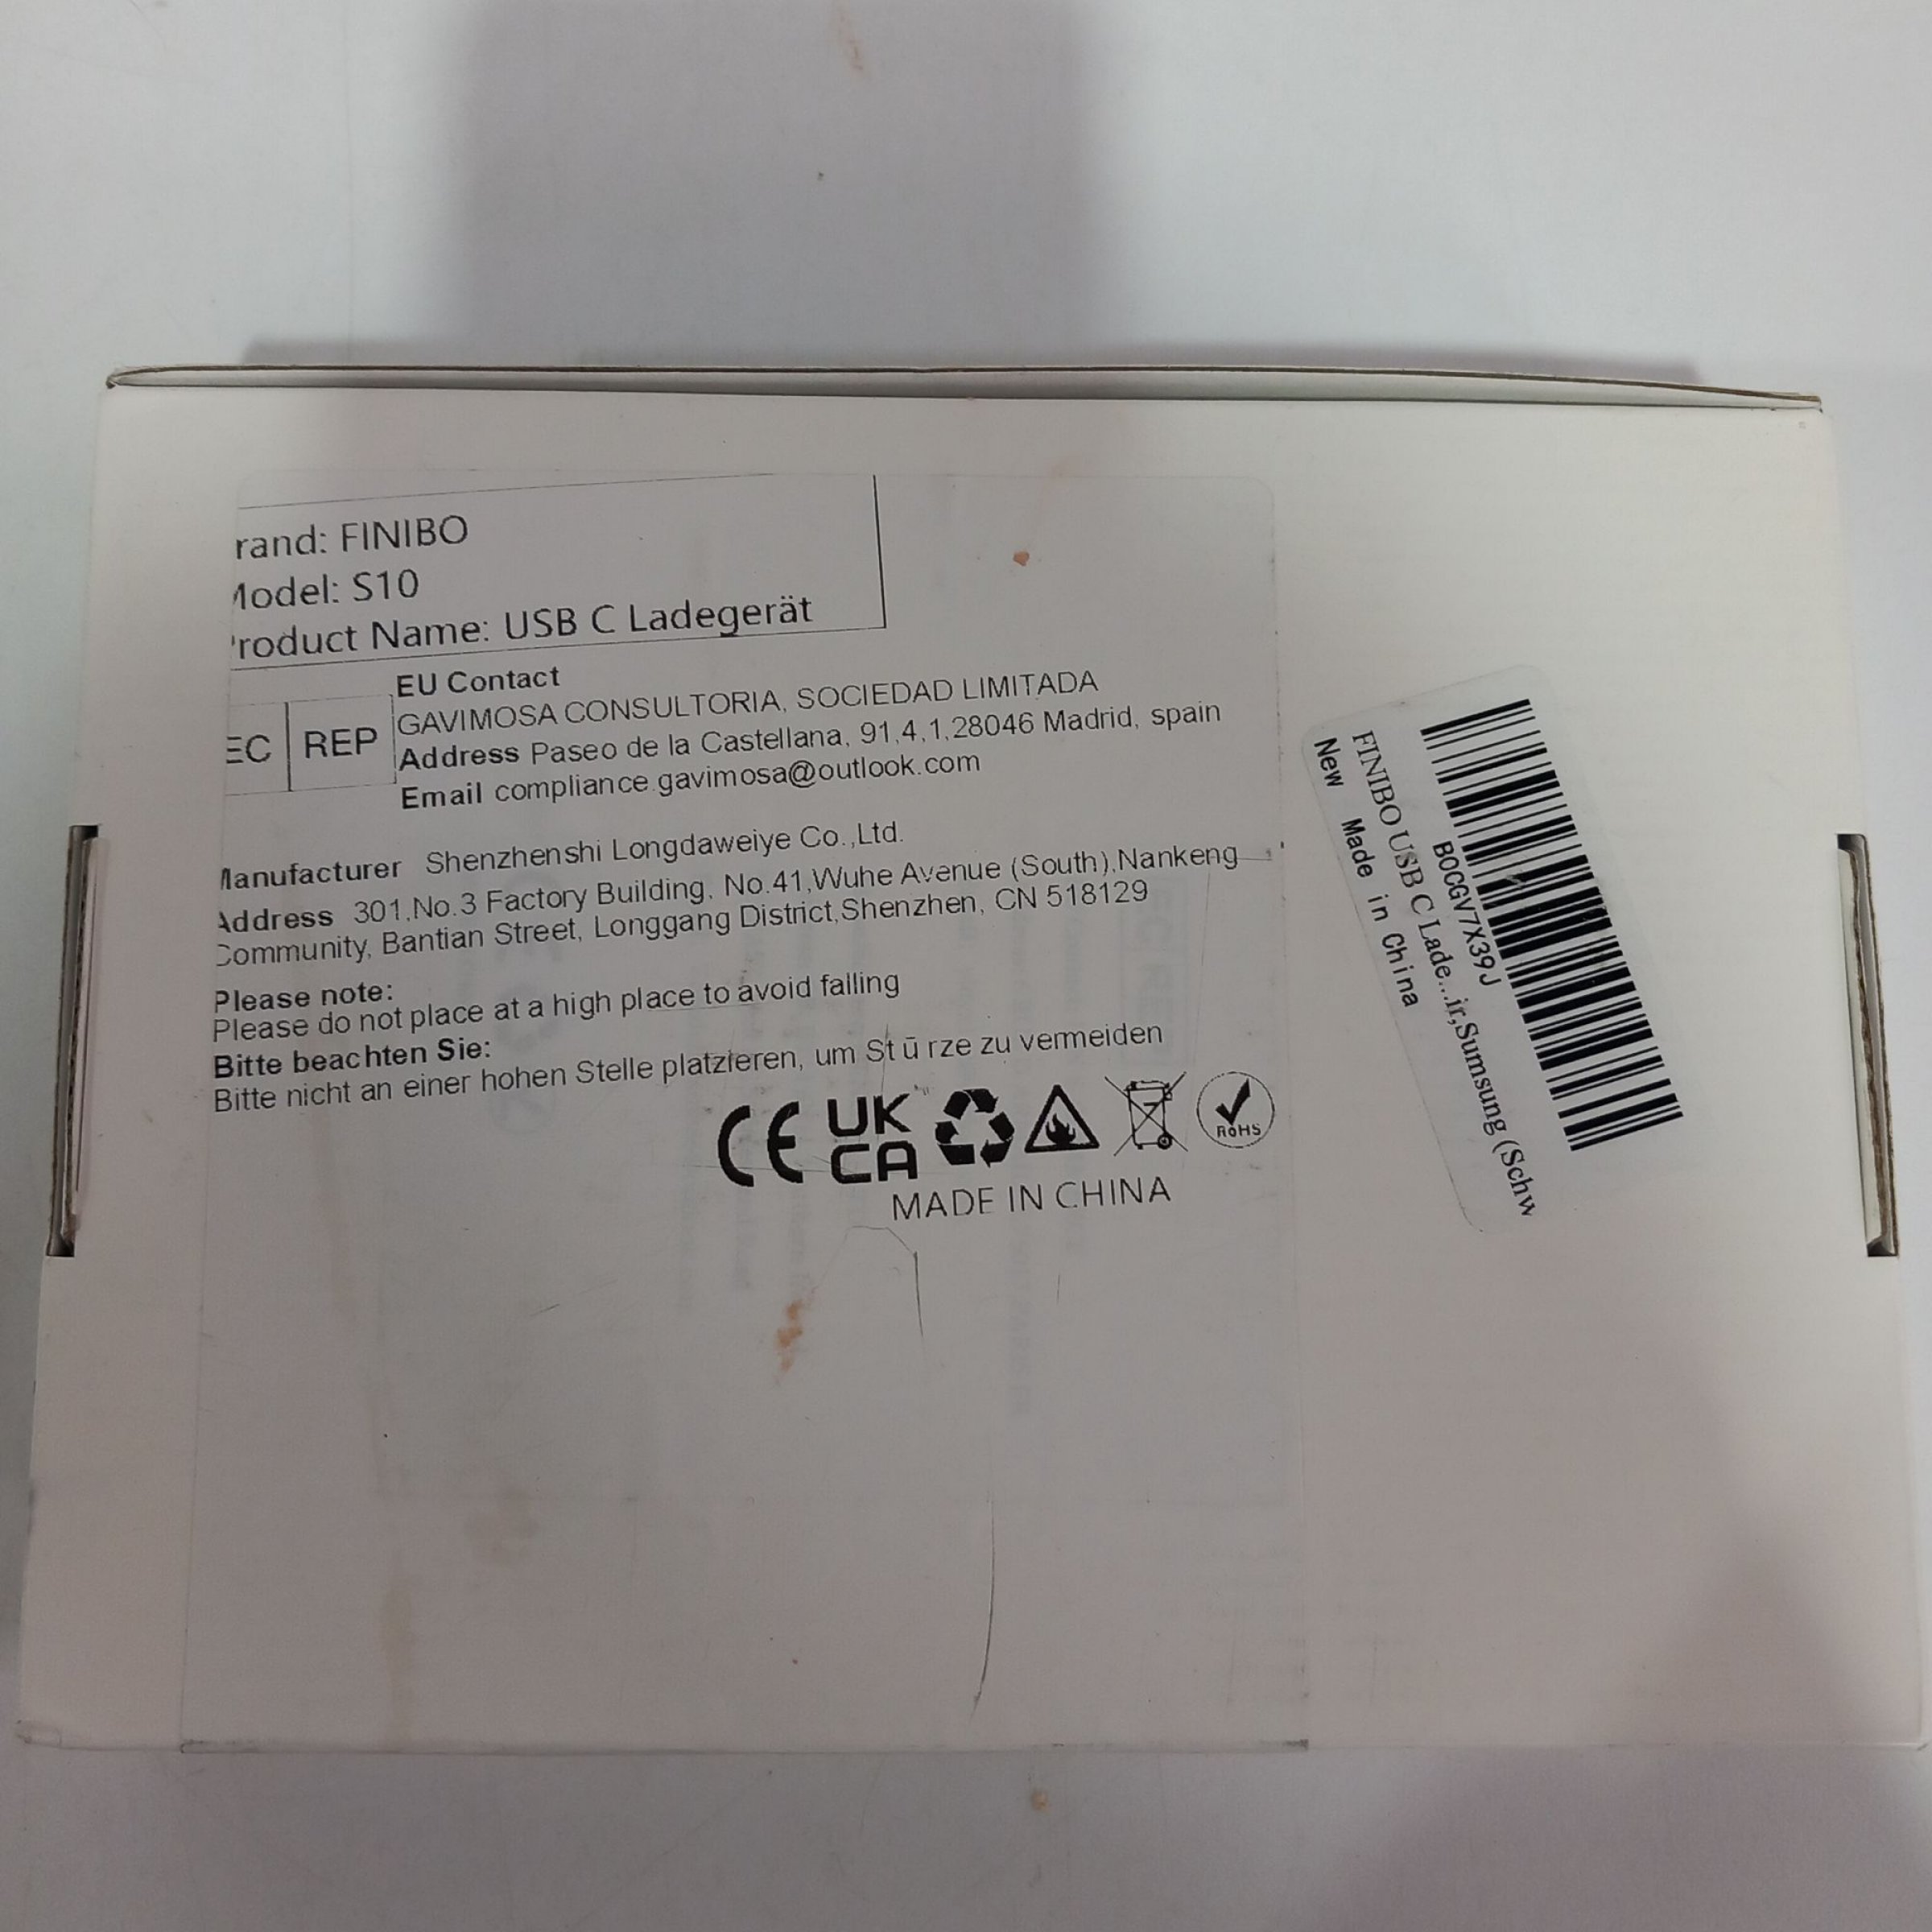 rand: FINIBO
Model: S10
Product Name: USB C Ladegerät
EU Contact
GAVIMOSA CONSULTORIA, SOCIEDAD LIMITADA
EC REP
Address Paseo de la Castellana, 91,4,1,28046 Madrid, spain
Email compliance.gavimosa@outlook.com
Manufacturer Shenzhenshi Longdaweiye Co.,Ltd.
Address 301,No.3 Factory Building, No.41,Wuhe Avenue (South),Nankeng
Community, Bantian Street, Longgang District,Shenzhen, CN 518129
Please note:
Please do not place at a high place to avoid falling
Bitte beachten Sie:
Bitte nicht an einer hohen Stelle platzieren, um St ū rze zu vermeiden
CE UK CA RoHS
MADE IN CHINA
B0CGV7X39J
FINIBO USB C Lade...ir,Sumsung (Schw
New Made in China